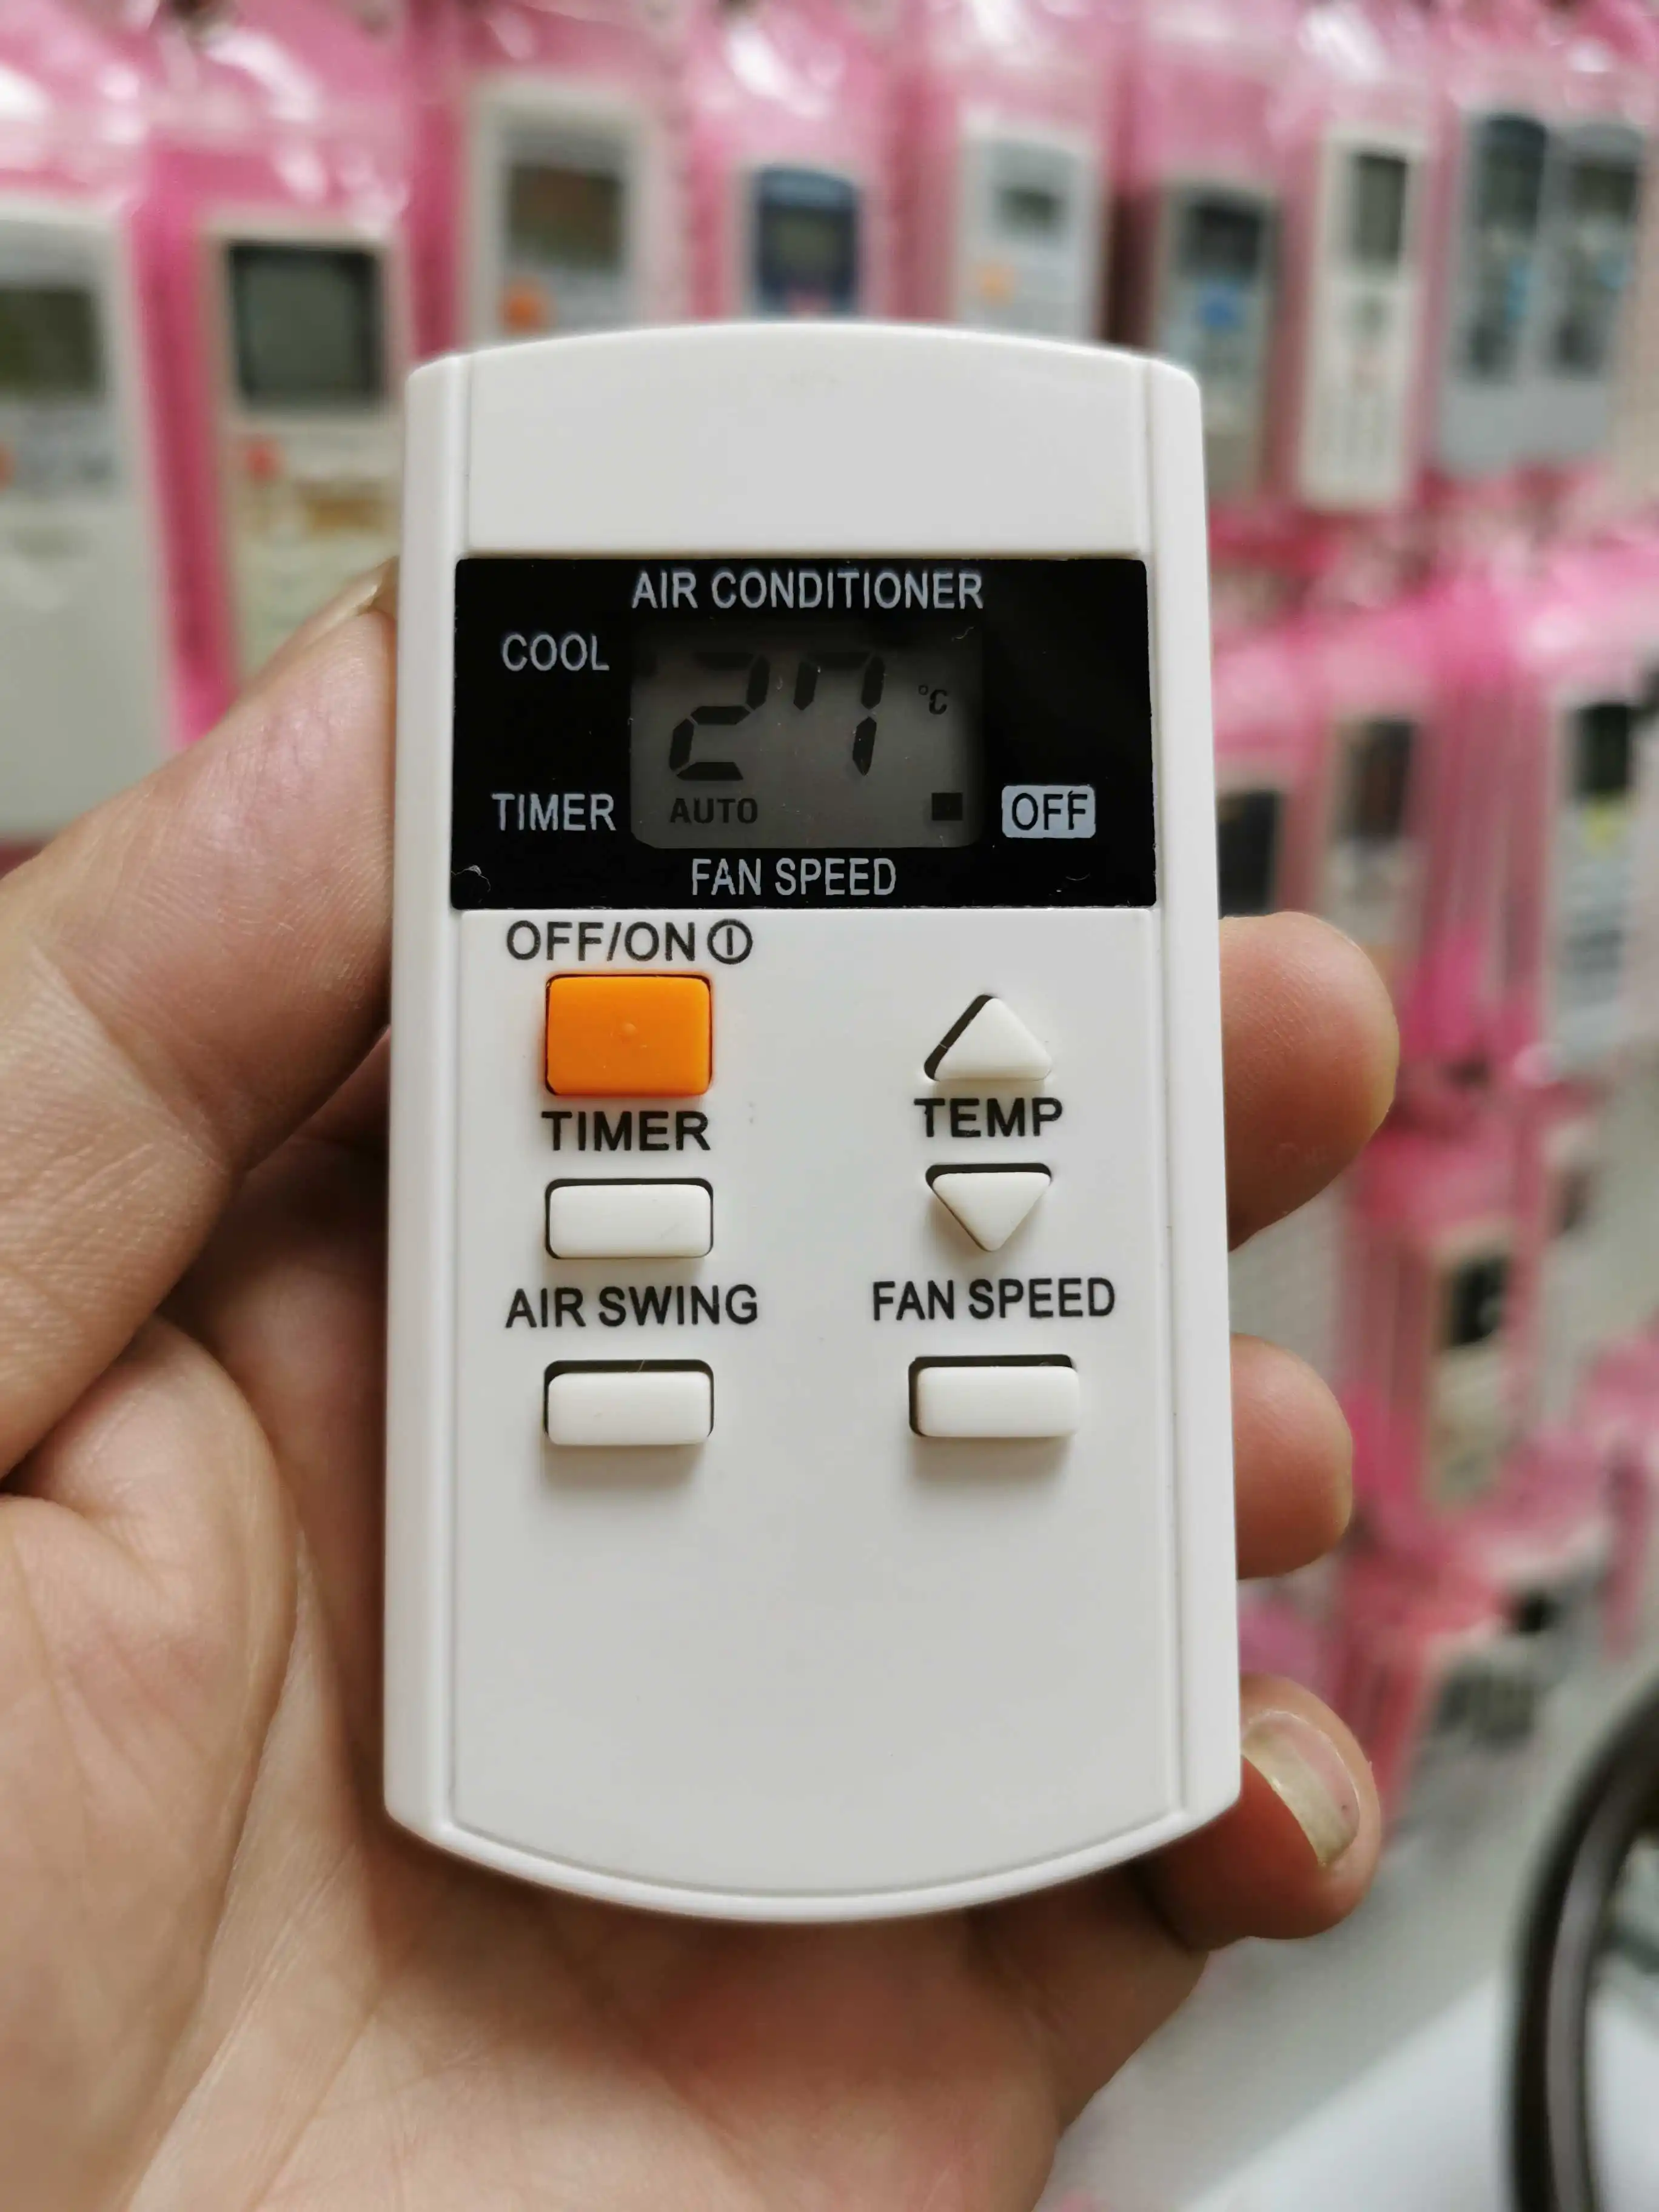 AIR CONDITIONER
COOL
27 °C
TIMER AUTO OFF
FAN SPEED
OFF/ON
TIMER
TEMP
AIR SWING
FAN SPEED